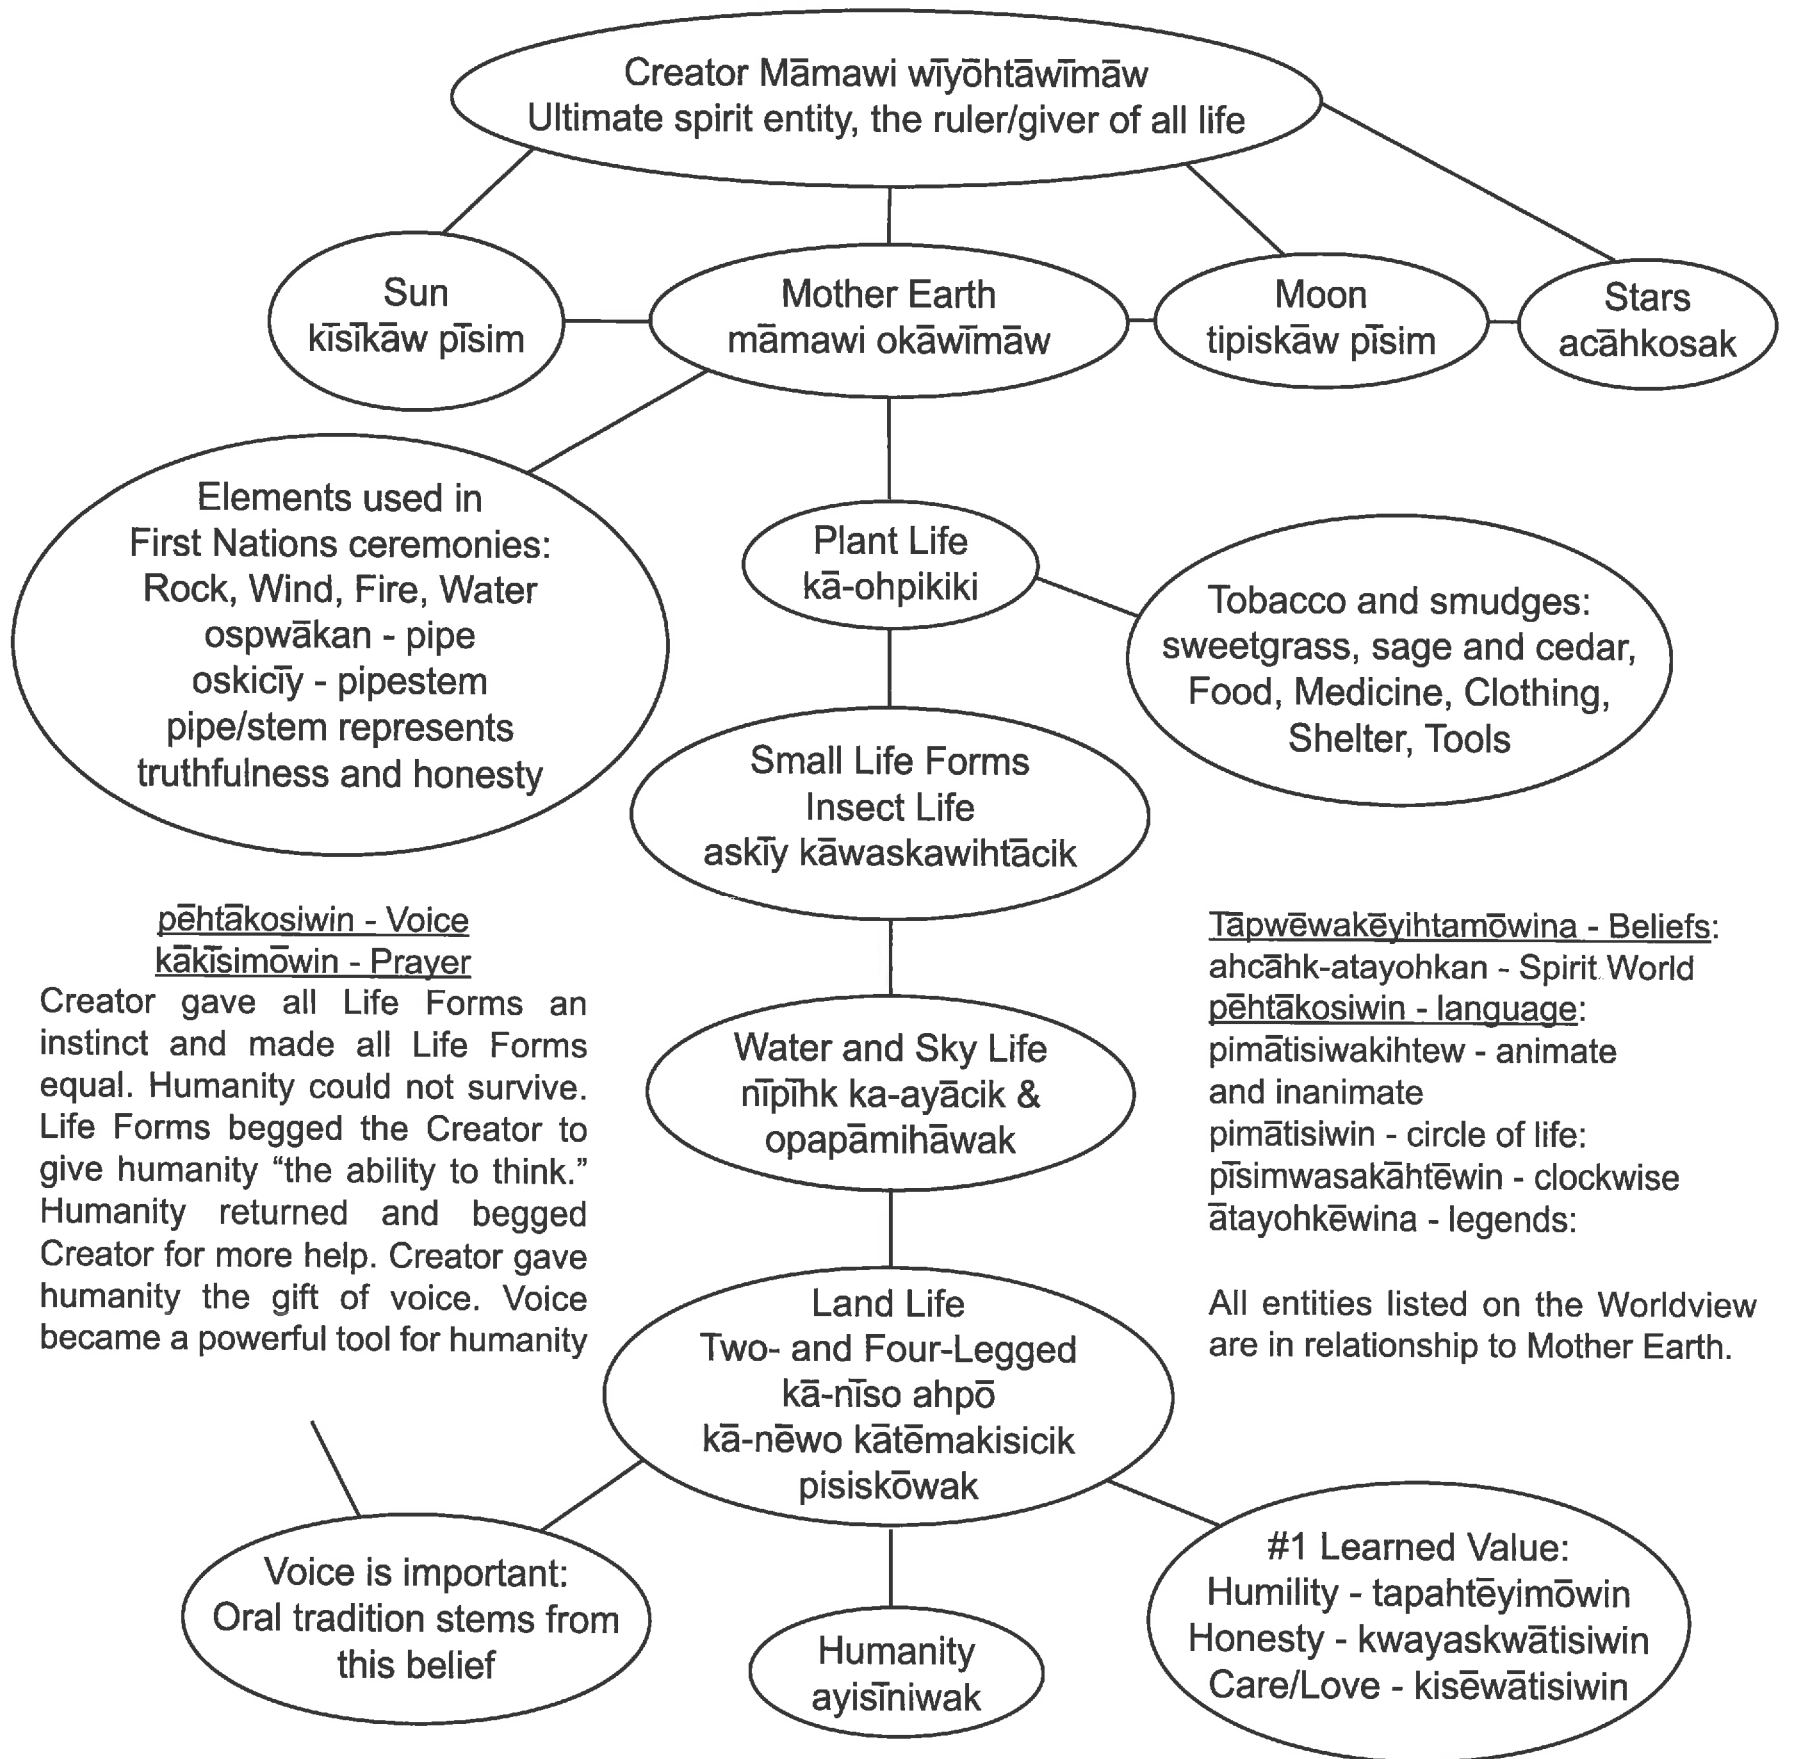 Creator Māmawi wīyōhtāwīmāw
Ultimate spirit entity, the ruler/giver of all life
Sun
kīsīkāw pīsim
Mother Earth
māmawi okāwīmāw
Moon
tipiskāw pīsim
Stars
acāhkosak
Elements used in
First Nations ceremonies:
Rock, Wind, Fire, Water
ospwākan - pipe
oskicīy - pipestem
pipe/stem represents
truthfulness and honesty
Plant Life
kā-ohpikiki
Tobacco and smudges:
sweetgrass, sage and cedar,
Food, Medicine, Clothing,
Shelter, Tools
Small Life Forms
Insect Life
askīy kāwaskawihtācik
pēhtākosiwin - Voice
kākīsimōwin - Prayer
Creator gave all Life Forms an
instinct and made all Life Forms
equal. Humanity could not survive.
Life Forms begged the Creator to
give humanity “the ability to think.”
Humanity returned and begged
Creator for more help. Creator gave
humanity the gift of voice. Voice
became a powerful tool for humanity
Water and Sky Life
nīpīhk ka-ayācik &
opapāmihāwak
Tāpwēwakēyihtamōwina - Beliefs:
ahcāhk-atayohkan - Spirit World
pēhtākosiwin - language:
pimātisiwakihtew - animate
and inanimate
pimātisiwin - circle of life:
pīsimwasakāhtēwin - clockwise
ātayohkēwina - legends:
All entities listed on the Worldview
are in relationship to Mother Earth.
Land Life
Two- and Four-Legged
kā-nīso ahpō
kā-nēwo kātēmakisicik
pisiskōwak
Voice is important:
Oral tradition stems from
this belief
Humanity
ayisīniwak
#1 Learned Value:
Humility - tapahtēyimōwin
Honesty - kwayaskwātisiwin
Care/Love - kisēwātisiwin